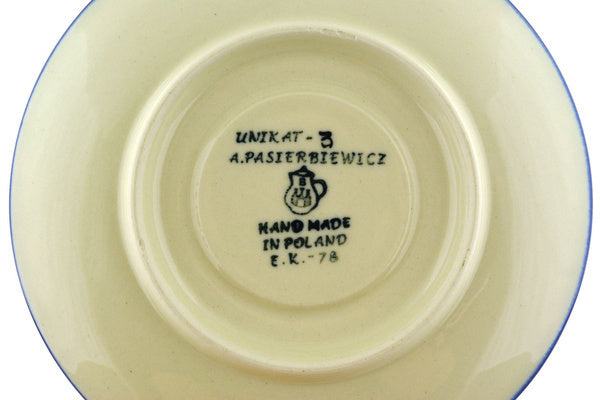 UNIKAT - 3
A. PASIERBIEWICZ
B
HAND MADE
IN POLAND
E.K. - 78